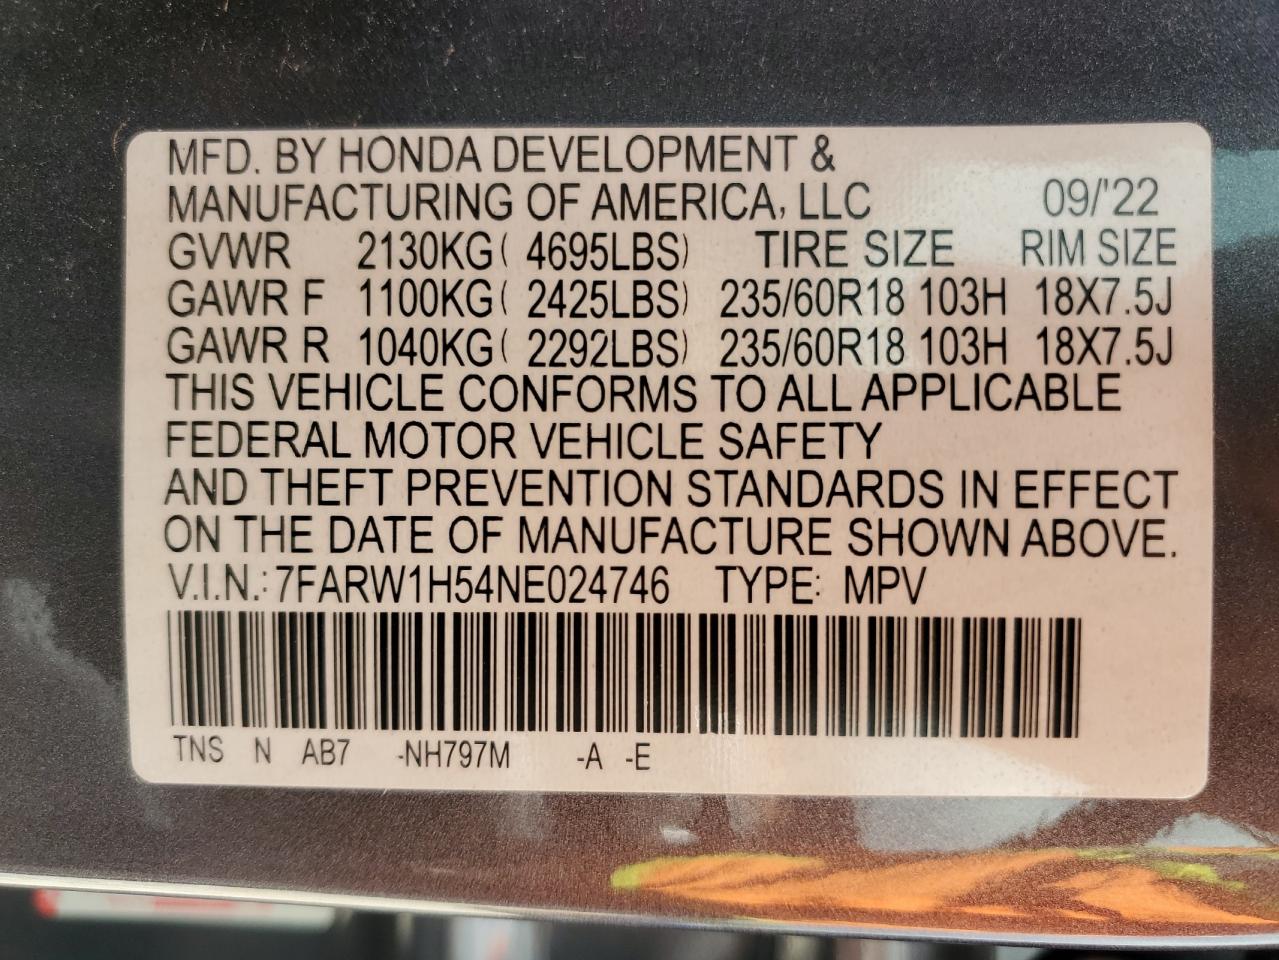 MFD. BY HONDA DEVELOPMENT &
MANUFACTURING OF AMERICA, LLC 09/'22
GVWR 2130KG( 4695LBS) TIRE SIZE RIM SIZE
GAWR F 1100KG( 2425LBS) 235/60R18 103H 18X7.5J
GAWR R 1040KG( 2292LBS) 235/60R18 103H 18X7.5J
THIS VEHICLE CONFORMS TO ALL APPLICABLE
FEDERAL MOTOR VEHICLE SAFETY
AND THEFT PREVENTION STANDARDS IN EFFECT
ON THE DATE OF MANUFACTURE SHOWN ABOVE.
V.I.N.: 7FARW1H54NE024746 TYPE: MPV
TNS N AB7 -NH797M -A -E